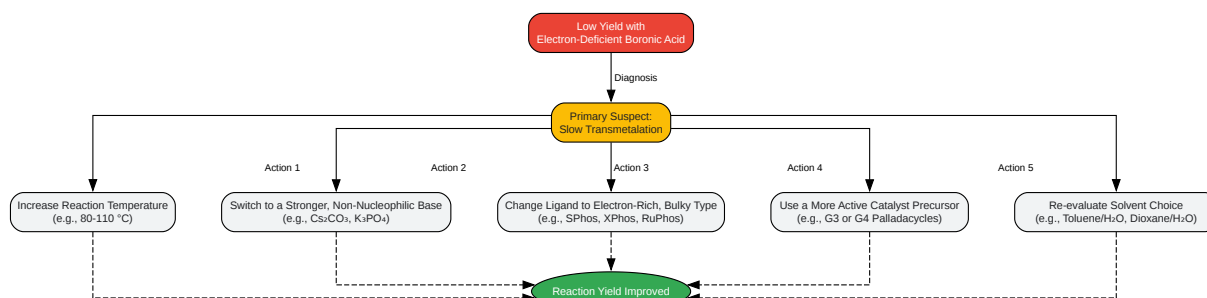 Low Yield with
Electron-Deficient Boronic Acid
Diagnosis
Primary Suspect:
Slow Transmetalation
Action 1
Action 2
Action 3
Action 4
Action 5
Increase Reaction Temperature
(e.g., 80-110 °C)
Switch to a Stronger, Non-Nucleophilic Base
(e.g., Cs₂CO₃, K₃PO₄)
Change Ligand to Electron-Rich, Bulky Type
(e.g., SPhos, XPhos, RuPhos)
Use a More Active Catalyst Precursor
(e.g., G3 or G4 Palladacycles)
Re-evaluate Solvent Choice
(e.g., Toluene/H₂O, Dioxane/H₂O)
Reaction Yield Improved